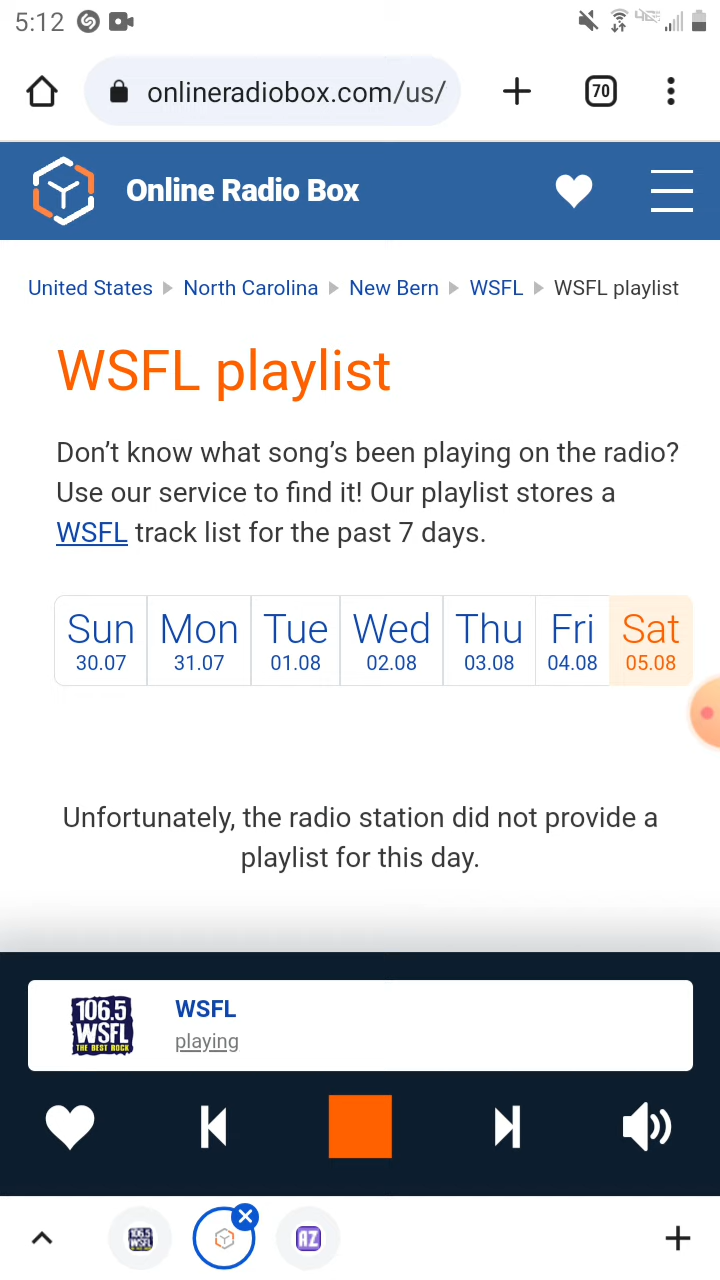 5:12
onlineradiobox.com/us/
70
Online Radio Box
United States North Carolina New Bern WSFL WSFL playlist
WSFL playlist
Don't know what song's been playing on the radio?
Use our service to find it! Our playlist stores a
WSFL track list for the past 7 days.
Sun Mon Tue Wed Thu Fri Sat
30.07 31.07 01.08 02.08 03.08 04.08 05.08
Unfortunately, the radio station did not provide a
playlist for this day.
106.5
WSFL
THE BEST ROCK
WSFL
playing
106.5
WSFL
AZ